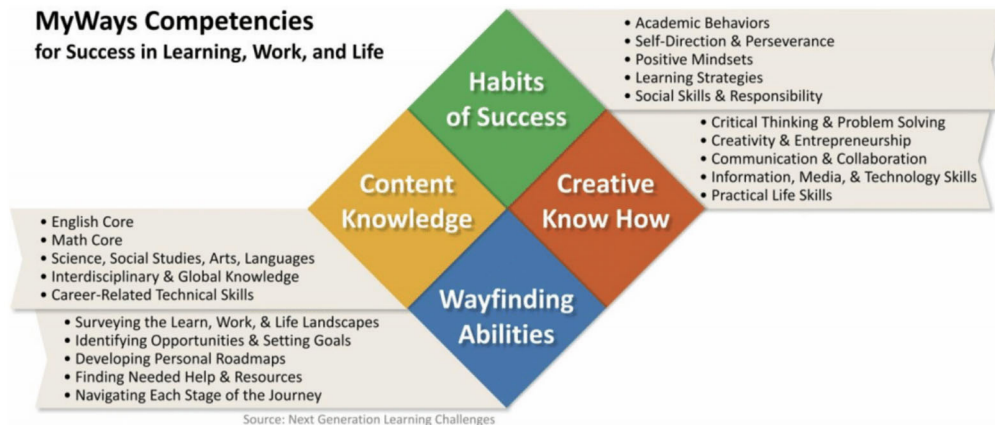 MyWays Competencies
for Success in Learning, Work, and Life
Habits
of Success
• Academic Behaviors
• Self-Direction & Perseverance
• Positive Mindsets
• Learning Strategies
• Social Skills & Responsibility
Creative
Know How
• Critical Thinking & Problem Solving
• Creativity & Entrepreneurship
• Communication & Collaboration
• Information, Media, & Technology Skills
• Practical Life Skills
Content
Knowledge
• English Core
• Math Core
• Science, Social Studies, Arts, Languages
• Interdisciplinary & Global Knowledge
• Career-Related Technical Skills
Wayfinding
Abilities
• Surveying the Learn, Work, & Life Landscapes
• Identifying Opportunities & Setting Goals
• Developing Personal Roadmaps
• Finding Needed Help & Resources
• Navigating Each Stage of the Journey
Source: Next Generation Learning Challenges